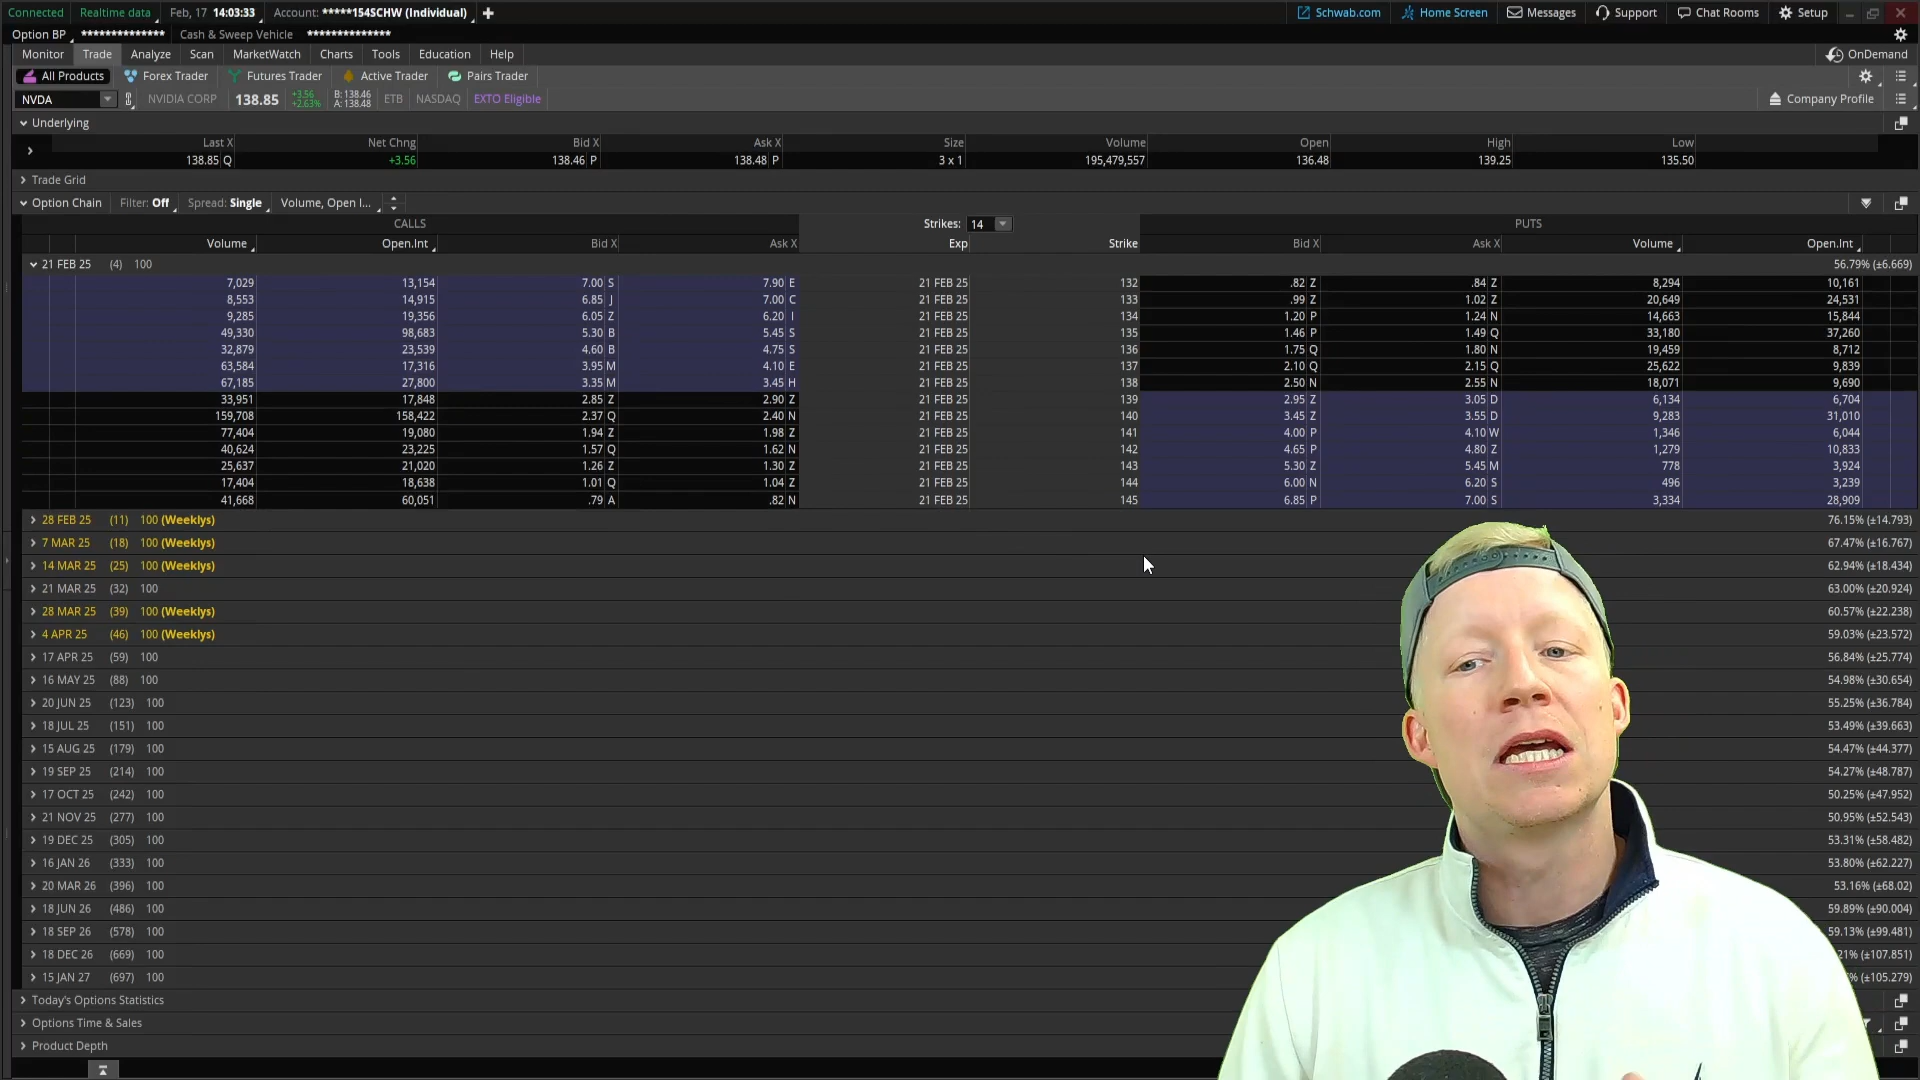 Connected Realtime data Feb, 17 14:03:33 Account: *****154SCHW (Individual) Schwab.com Home Screen Messages Support Chat Rooms Setup
Option BP ************** Cash & Sweep Vehicle **************
Monitor Trade Analyze Scan MarketWatch Charts Tools Education Help OnDemand
All Products Forex Trader Futures Trader Active Trader Pairs Trader
NVDA NVIDIA CORP 138.85 +3.56 +2.63% B: 138.46 A: 138.48 ETB NASDAQ EXTO Eligible Company Profile
Underlying
Last X Net Chng Bid X Ask X Size Volume Open High Low
138.85 Q +3.56 138.46 P 138.48 P 3 x 1 195,479,557 136.48 139.25 135.50
Trade Grid
Option Chain Filter: Off Spread: Single Volume, Open I...
CALLS Strikes: 14 PUTS
Volume Open.Int Bid X Ask X Exp Strike Bid X Ask X Volume Open.Int
21 FEB 25 (4) 100 56.79% (±6.669)
7,029 13,154 7.00 S 7.90 E 21 FEB 25 132 .82 Z .84 Z 8,294 10,161
8,553 14,915 6.85 J 7.00 C 21 FEB 25 133 .99 Z 1.02 Z 20,649 24,531
9,285 19,356 6.05 Z 6.20 I 21 FEB 25 134 1.20 P 1.24 N 14,663 15,844
49,330 98,683 5.30 B 5.45 S 21 FEB 25 135 1.46 P 1.49 Q 33,180 37,260
32,879 23,539 4.60 B 4.75 S 21 FEB 25 136 1.75 Q 1.80 N 19,459 8,712
63,584 17,316 3.95 M 4.10 E 21 FEB 25 137 2.10 Q 2.15 Q 25,622 9,839
67,185 27,800 3.35 M 3.45 H 21 FEB 25 138 2.50 N 2.55 N 18,071 9,690
33,951 17,848 2.85 Z 2.90 Z 21 FEB 25 139 2.95 Z 3.05 D 6,134 6,704
159,708 158,422 2.37 Q 2.40 N 21 FEB 25 140 3.45 Z 3.55 D 9,283 31,010
77,404 19,080 1.94 Z 1.98 Z 21 FEB 25 141 4.00 P 4.10 W 1,346 6,044
40,624 23,225 1.57 Q 1.62 N 21 FEB 25 142 4.65 P 4.80 Z 1,279 10,833
25,637 21,020 1.26 Z 1.30 Z 21 FEB 25 143 5.30 Z 5.45 M 778 3,924
17,404 18,638 1.01 Q 1.04 Z 21 FEB 25 144 6.00 N 6.20 S 496 3,239
41,668 60,051 .79 A .82 N 21 FEB 25 145 6.85 P 7.00 S 3,334 28,909
28 FEB 25 (11) 100 (Weeklys) 76.15% (±14.793)
7 MAR 25 (18) 100 (Weeklys) 67.47% (±16.767)
14 MAR 25 (25) 100 (Weeklys) 62.94% (±18.434)
21 MAR 25 (32) 100 63.00% (±20.924)
28 MAR 25 (39) 100 (Weeklys) 60.57% (±22.238)
4 APR 25 (46) 100 (Weeklys) 59.03% (±23.572)
17 APR 25 (59) 100 56.84% (±25.774)
16 MAY 25 (88) 100 54.98% (±30.654)
20 JUN 25 (123) 100 55.25% (±36.784)
18 JUL 25 (151) 100 53.49% (±39.663)
15 AUG 25 (179) 100 54.47% (±44.377)
19 SEP 25 (214) 100 54.27% (±48.787)
17 OCT 25 (242) 100 50.25% (±47.952)
21 NOV 25 (277) 100 50.95% (±52.543)
19 DEC 25 (305) 100 53.31% (±58.482)
16 JAN 26 (333) 100 53.80% (±62.227)
20 MAR 26 (396) 100 53.16% (±68.02)
18 JUN 26 (486) 100 59.89% (±90.004)
18 SEP 26 (578) 100 59.13% (±99.481)
18 DEC 26 (669) 100 21% (±107.851)
15 JAN 27 (697) 100 (±105.279)
Today's Options Statistics
Options Time & Sales
Product Depth